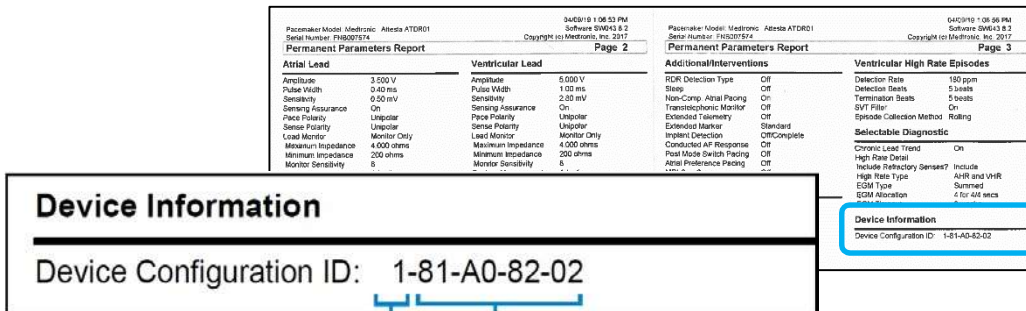 04/09/19 1:06:53 PM
Pacemaker Model: Medtronic Attesta ATDR01
Software SW043 8.2
Serial Number: FNB007574
Copyright (c) Medtronic, Inc. 2017
Permanent Parameters Report
Page 2
Atrial Lead
Amplitude 3.500 V
Pulse Width 0.40 ms
Sensitivity 0.50 mV
Sensing Assurance On
Pace Polarity Unipolar
Sense Polarity Unipolar
Lead Monitor Monitor Only
Maximum Impedance 4,000 ohms
Minimum Impedance 200 ohms
Monitor Sensitivity 8
Ventricular Lead
Amplitude 5.000 V
Pulse Width 1.00 ms
Sensitivity 2.80 mV
Sensing Assurance On
Pace Polarity Unipolar
Sense Polarity Unipolar
Lead Monitor Monitor Only
Maximum Impedance 4,000 ohms
Minimum Impedance 200 ohms
Monitor Sensitivity 8
Pacemaker Model: Medtronic Attesta ATDR01
Software SW043 8.2
Serial Number: FNB007574
Copyright (c) Medtronic, Inc. 2017
Permanent Parameters Report
Page 3
Additional/Interventions
RDR Detection Type Off
Sleep Off
Non-Comp. Atrial Pacing On
Transtelephonic Monitor Off
Extended Telemetry Off
Extended Marker Standard
Implant Detection Off/Complete
Conducted AF Response Off
Post Mode Switch Pacing Off
Atrial Preference Pacing Off
Ventricular High Rate Episodes
Detection Rate 180 ppm
Detection Beats 5 beats
Termination Beats 5 beats
SVT Filter On
Episode Collection Method Rolling
Selectable Diagnostic
Chronic Lead Trend On
High Rate Detail
Include Refractory Senses? Include
High Rate Type AHR and VHR
EGM Type Summed
EGM Allocation 4 for 4/4 secs
Device Information
Device Configuration ID: 1-81-A0-82-02
Device Information
Device Configuration ID: 1-81-A0-82-02